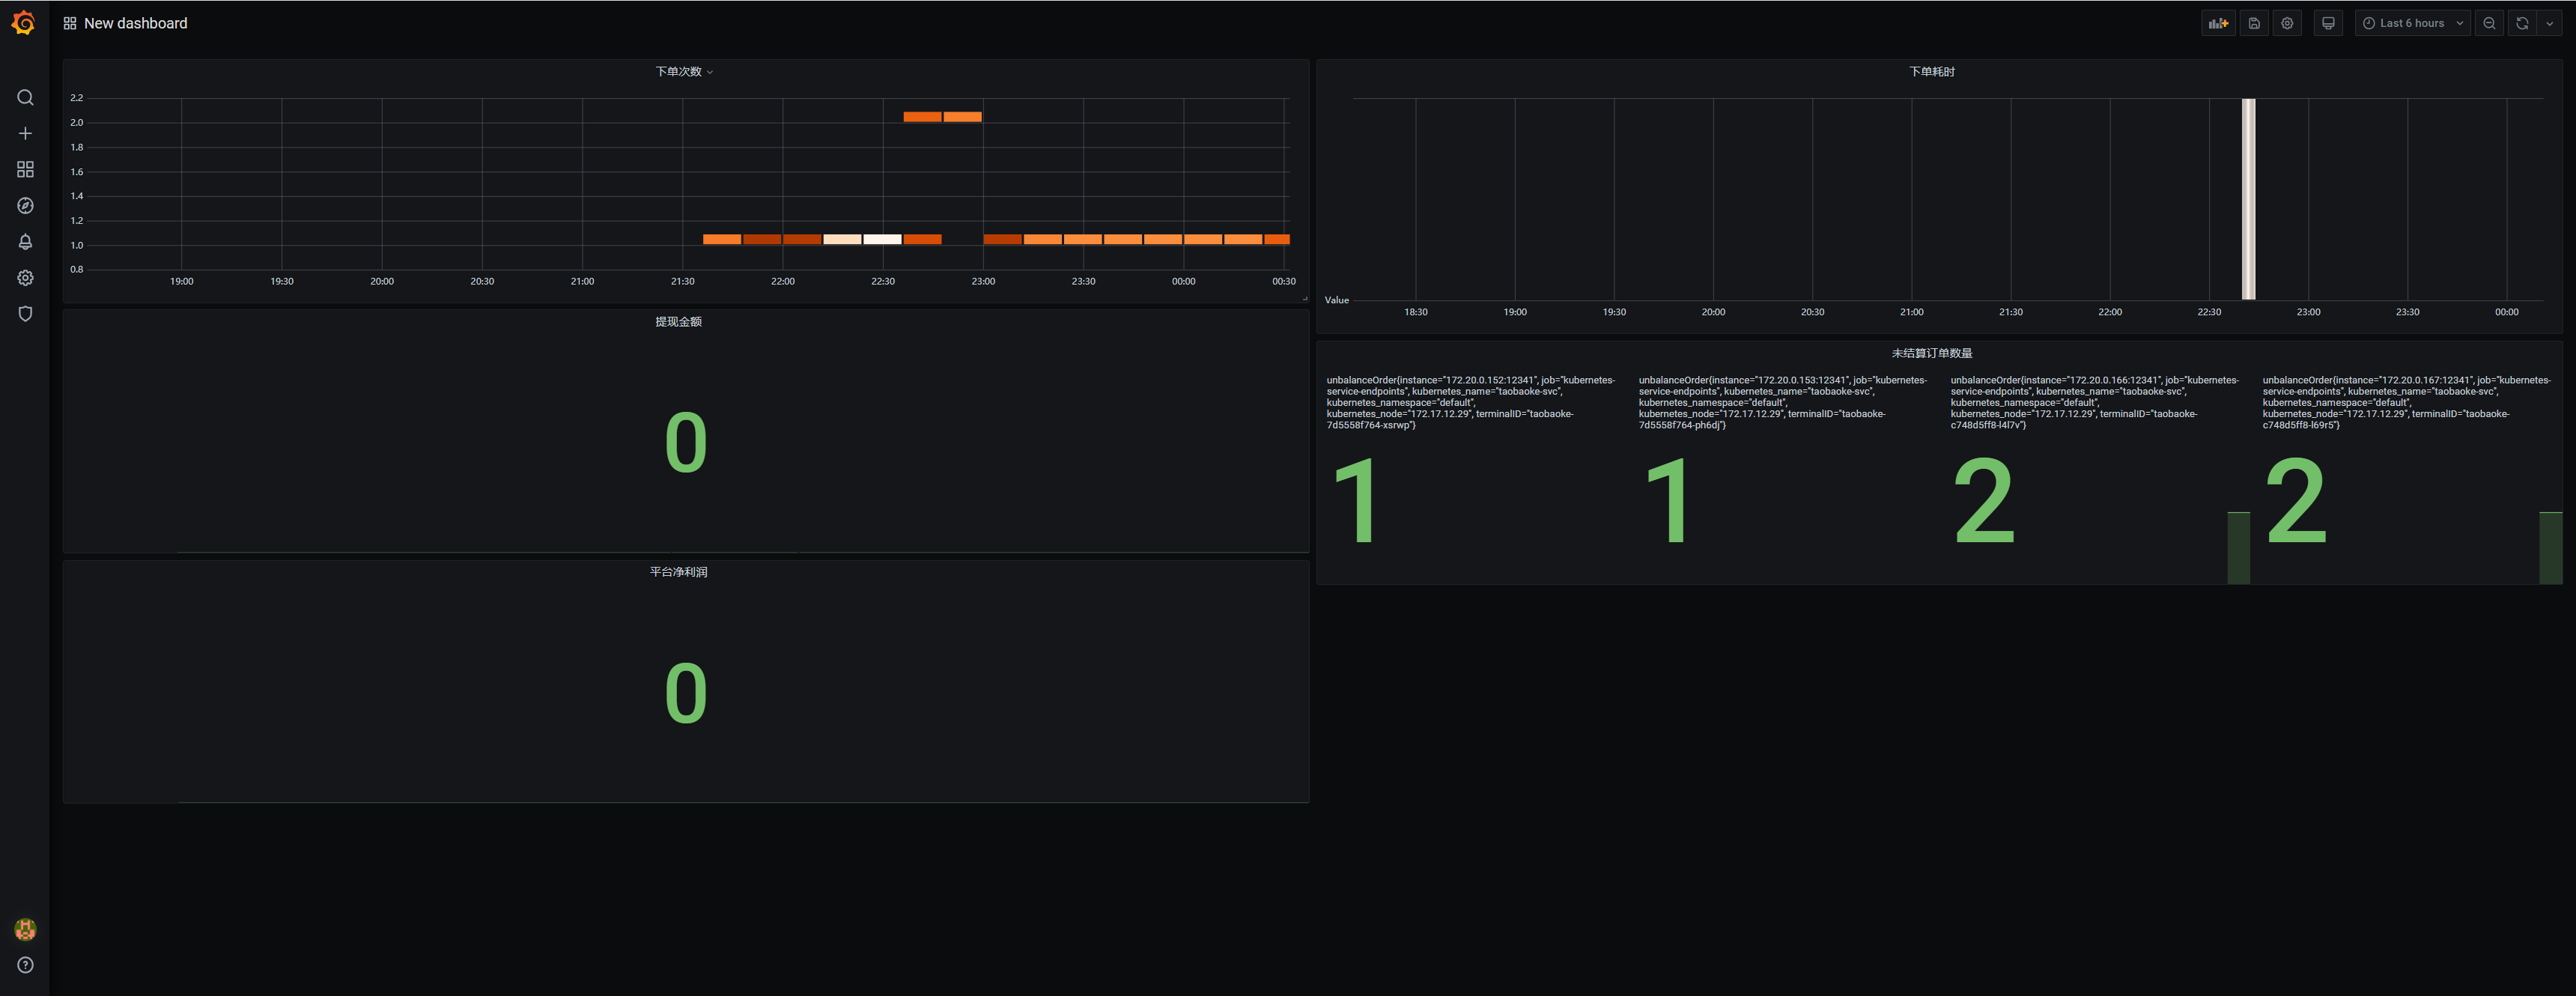 New dashboard
Last 6 hours
下单次数
2.2
2.0
1.8
1.6
1.4
1.2
1.0
0.8
19:00 19:30 20:00 20:30 21:00 21:30 22:00 22:30 23:00 23:30 00:00 00:30
下单耗时
Value
18:30 19:00 19:30 20:00 20:30 21:00 21:30 22:00 22:30 23:00 23:30 00:00
提现金额
0
未结算订单数量
unbalanceOrder{instance="172.20.0.152:12341", job="kubernetes-
service-endpoints", kubernetes_name="taobaoke-svc",
kubernetes_namespace="default",
kubernetes_node="172.17.12.29", terminalID="taobaoke-
7d5558f764-xsrwp"}
1
unbalanceOrder{instance="172.20.0.153:12341", job="kubernetes-
service-endpoints", kubernetes_name="taobaoke-svc",
kubernetes_namespace="default",
kubernetes_node="172.17.12.29", terminalID="taobaoke-
7d5558f764-ph6dj"}
1
unbalanceOrder{instance="172.20.0.166:12341", job="kubernetes-
service-endpoints", kubernetes_name="taobaoke-svc",
kubernetes_namespace="default",
kubernetes_node="172.17.12.29", terminalID="taobaoke-
c748d5ff8-l4l7v"}
2
unbalanceOrder{instance="172.20.0.167:12341", job="kubernetes-
service-endpoints", kubernetes_name="taobaoke-svc",
kubernetes_namespace="default",
kubernetes_node="172.17.12.29", terminalID="taobaoke-
c748d5ff8-l69r5"}
2
平台净利润
0